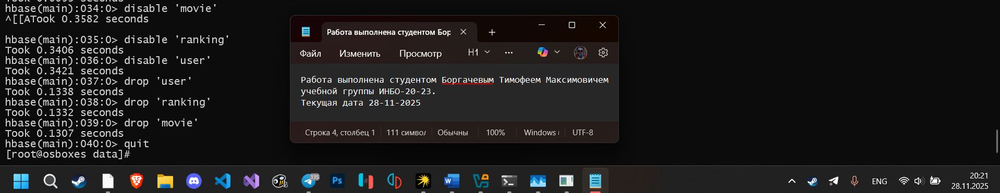 hbase(main):034:0> disable 'movie'
^[[ATook 0.3582 seconds
hbase(main):035:0> disable 'ranking'
Took 0.3406 seconds
hbase(main):036:0> disable 'user'
Took 0.3421 seconds
hbase(main):037:0> drop 'user'
Took 0.1338 seconds
hbase(main):038:0> drop 'ranking'
Took 0.1332 seconds
hbase(main):039:0> drop 'movie'
Took 0.1307 seconds
hbase(main):040:0> quit
[root@osboxes data]#
Работа выполнена студентом Бор
Файл Изменить Просмотр H1
Работа выполнена студентом Боргачевым Тимофеем Максимовичем
учебной группы ИНБО-20-23.
Текущая дата 28-11-2025
Строка 4, столбец 1 111 символ Обычны 100% Windows UTF-8
335 Ps ENG 20:21
28.11.2025